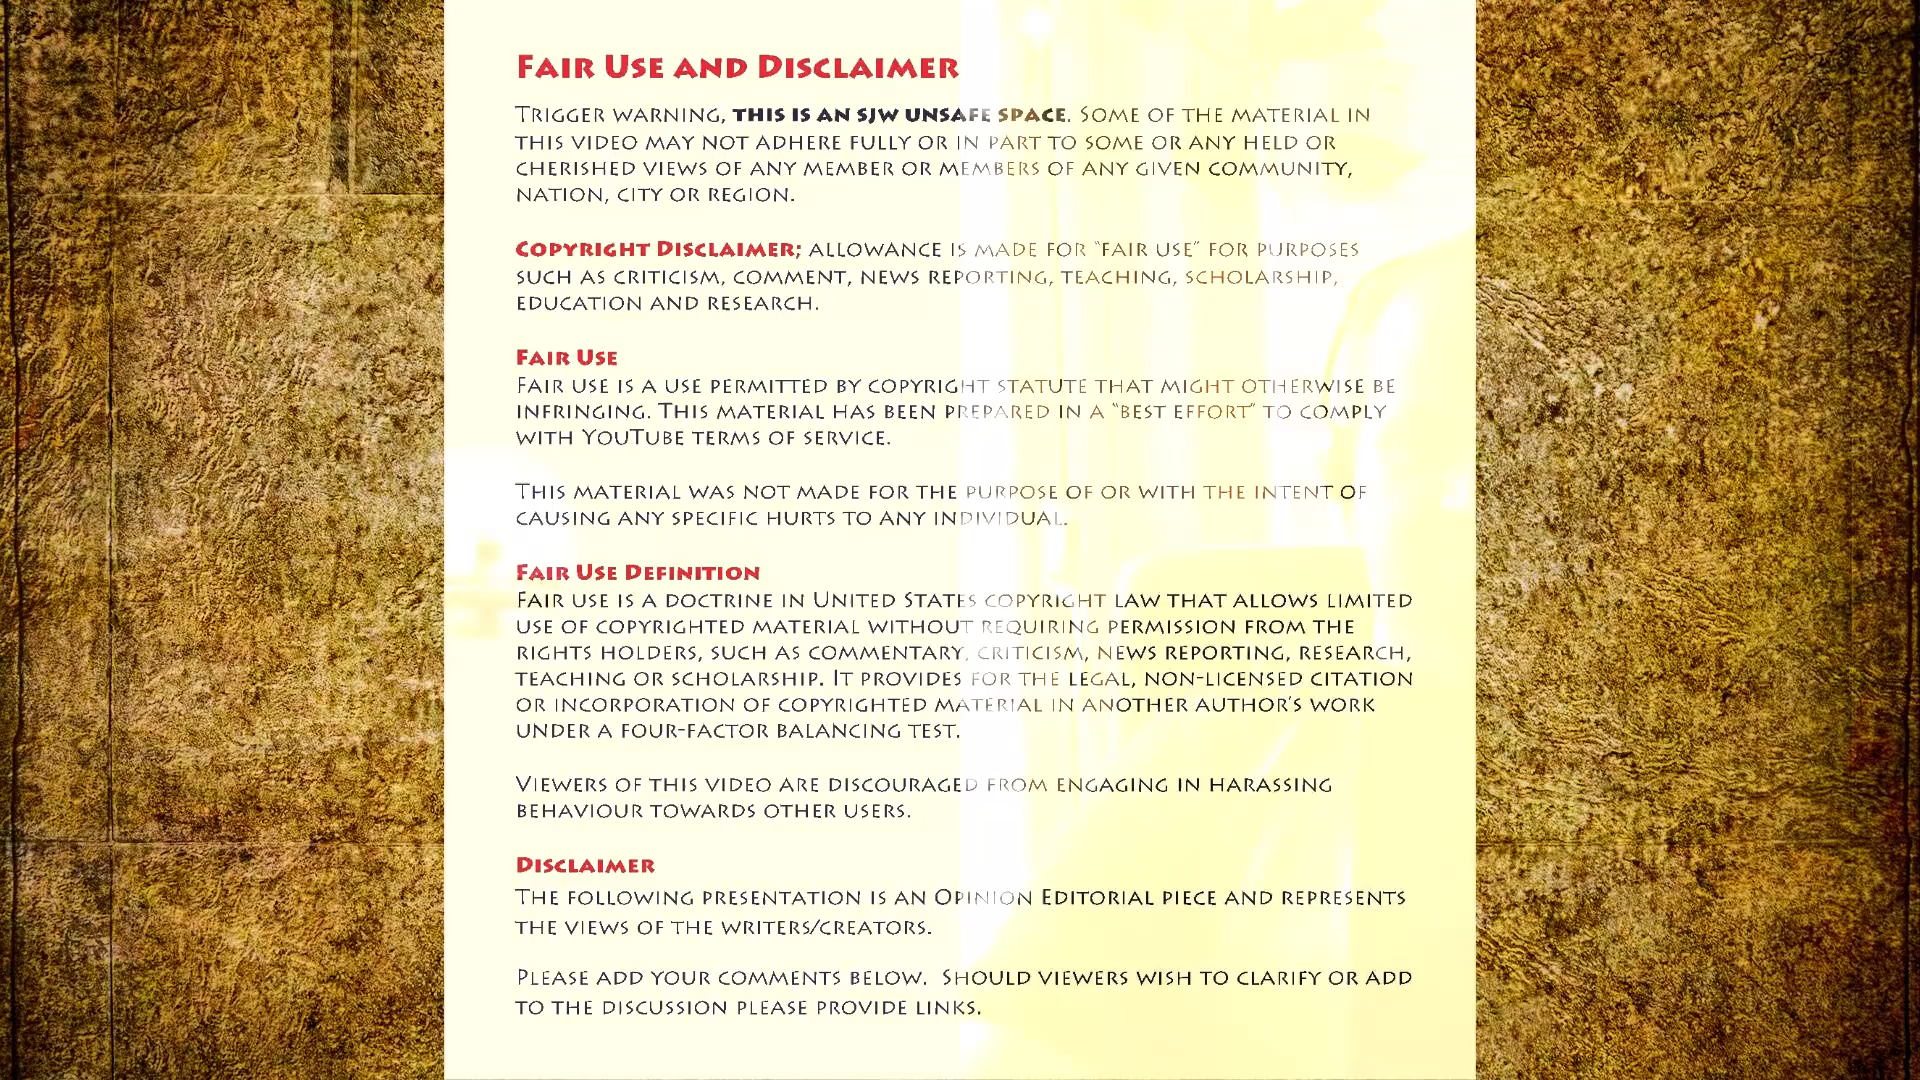 Fair Use and Disclaimer
Trigger warning, this is an SJW unsafe space. Some of the material in
this video may not adhere fully or in part to some or any held or
cherished views of any member or members of any given community,
nation, city or region.
Copyright Disclaimer; allowance is made for “fair use” for purposes
such as criticism, comment, news reporting, teaching, scholarship,
education and research.
Fair Use
Fair use is a use permitted by copyright statute that might otherwise be
infringing. This material has been prepared in a “best effort” to comply
with YouTube terms of service.
This material was not made for the purpose of or with the intent of
causing any specific hurts to any individual.
Fair Use Definition
Fair use is a doctrine in United States copyright law that allows limited
use of copyrighted material without requiring permission from the
rights holders, such as commentary, criticism, news reporting, research,
teaching or scholarship. It provides for the legal, non-licensed citation
or incorporation of copyrighted material in another author's work
under a four-factor balancing test.
Viewers of this video are discouraged from engaging in harassing
behaviour towards other users.
Disclaimer
The following presentation is an Opinion Editorial piece and represents
the views of the writers/creators.
Please add your comments below. Should viewers wish to clarify or add
to the discussion please provide links.